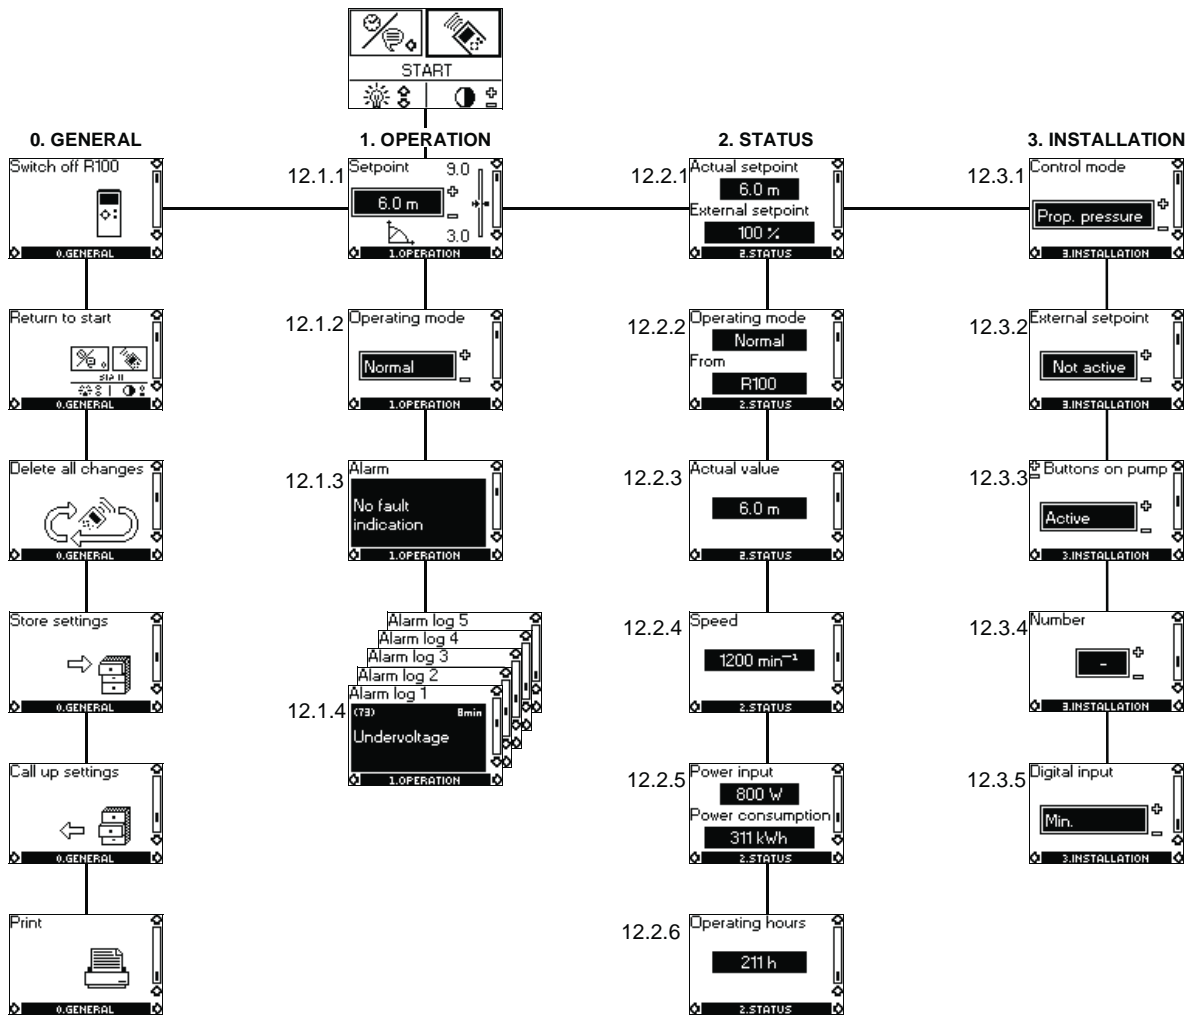 START
0. GENERAL
Switch off R100
0.GENERAL
Return to start
START
0.GENERAL
Delete all changes
0.GENERAL
Store settings
0.GENERAL
Call up settings
0.GENERAL
Print
0.GENERAL
1. OPERATION
12.1.1
Setpoint
9.0
6.0 m
3.0
1.OPERATION
12.1.2
Operating mode
Normal
1.OPERATION
12.1.3
Alarm
No fault
indication
1.OPERATION
Alarm log 5
Alarm log 4
Alarm log 3
Alarm log 2
Alarm log 1
12.1.4
(73) 8min
Undervoltage
1.OPERATION
2. STATUS
12.2.1
Actual setpoint
6.0 m
External setpoint
100 %
2.STATUS
12.2.2
Operating mode
Normal
From
R100
2.STATUS
12.2.3
Actual value
6.0 m
2.STATUS
12.2.4
Speed
1200 min⁻¹
2.STATUS
12.2.5
Power input
800 W
Power consumption
311 kWh
2.STATUS
12.2.6
Operating hours
211 h
2.STATUS
3. INSTALLATION
12.3.1
Control mode
Prop. pressure
3.INSTALLATION
12.3.2
External setpoint
Not active
3.INSTALLATION
12.3.3
Buttons on pump
Active
3.INSTALLATION
12.3.4
Number
-
3.INSTALLATION
12.3.5
Digital input
Min.
3.INSTALLATION